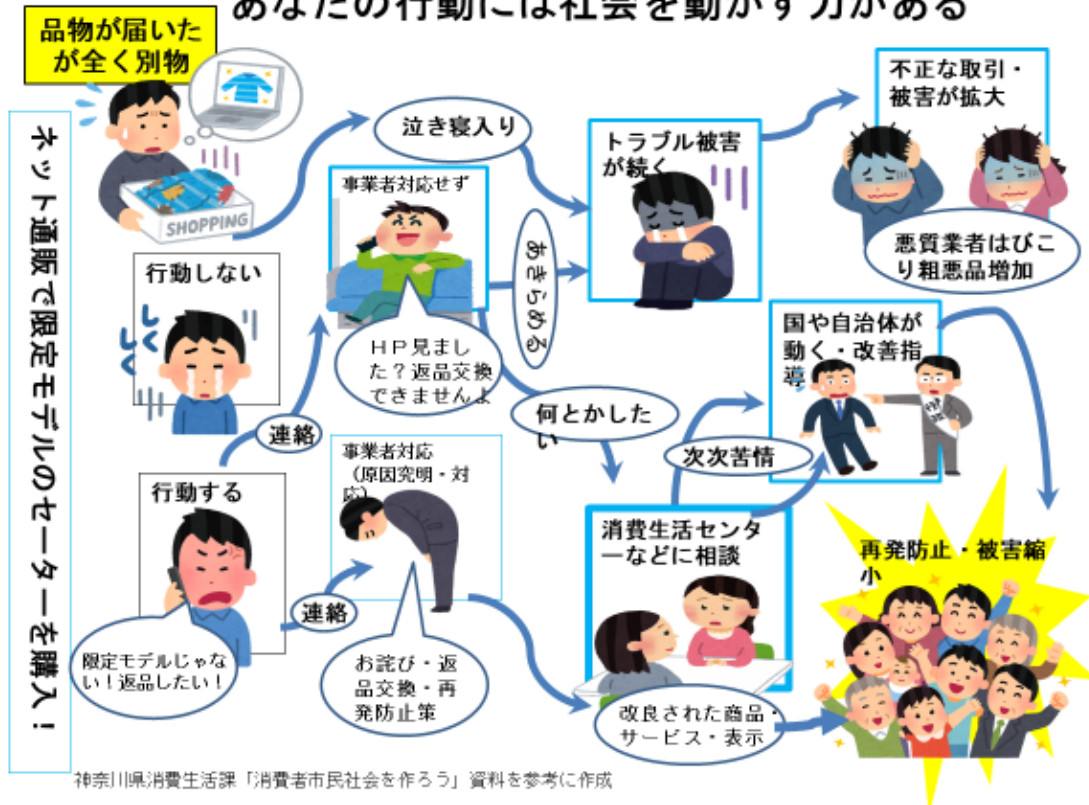 あなたの行動には社会を動かす力がある
品物が届いた
が全く別物
ネット通販で限定モデルのセーターを購入！
SHOPPING
行動しない
しく
しく
泣き寝入り
事業者対応せず
ＨＰ見まし
た？返品交換
できませんよ
あきらめる
トラブル被害
が続く
不正な取引・
被害が拡大
悪質業者はびこ
り粗悪品増加
行動する
限定モデルじゃな
い！返品したい！
連絡
連絡
事業者対応
（原因究明・対
応）
お詫び・返
品交換・再
発防止策
何とかした
い
消費生活センタ
ーなどに相談
次次苦情
国や自治体が
動く・改善指
導
改良された商品・
サービス・表示
再発防止・被害縮
小
神奈川県消費生活課「消費者市民社会を作ろう」資料を参考に作成